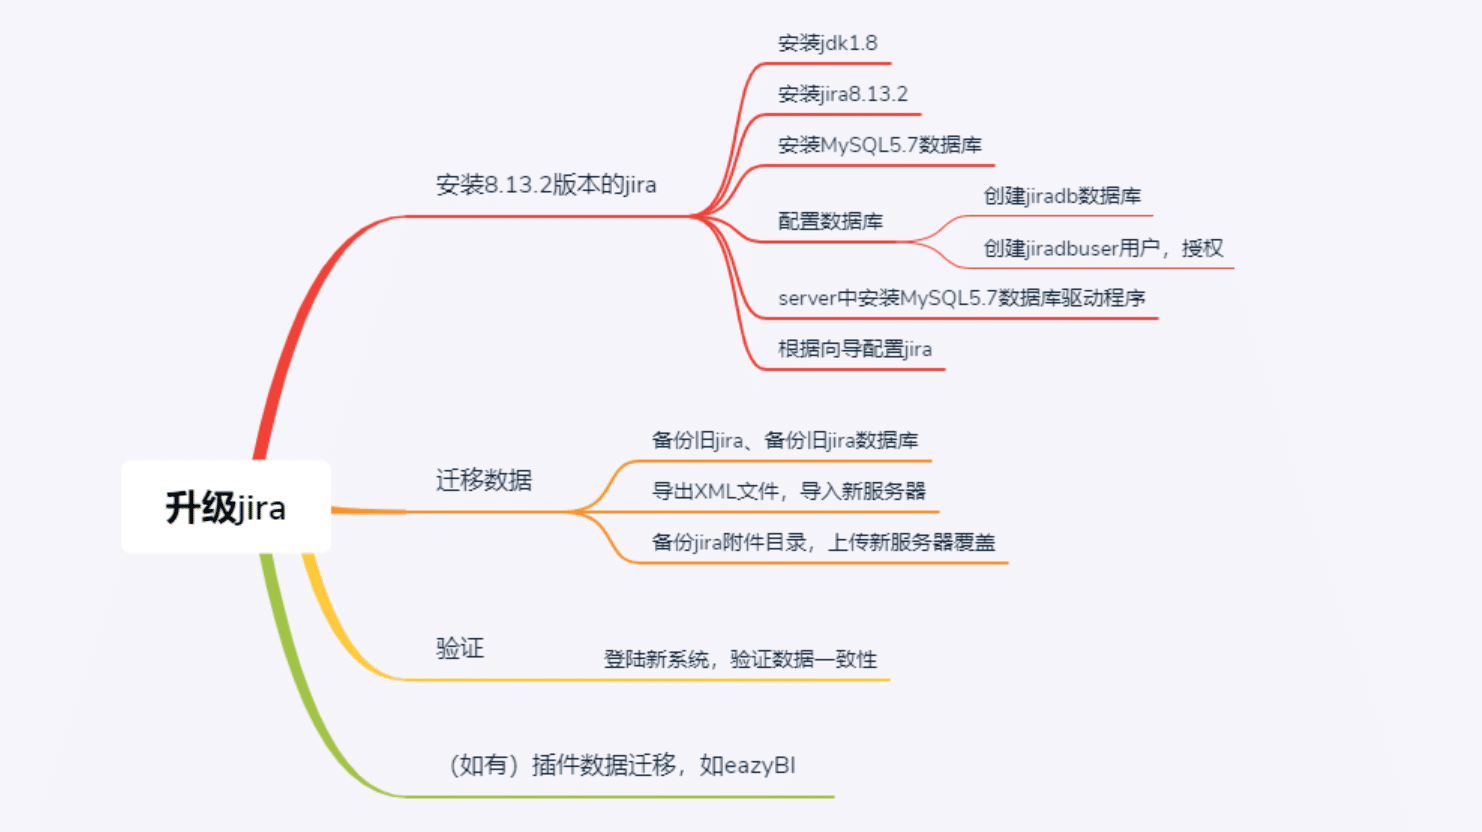 升级jira
安装8.13.2版本的jira
安装jdk1.8
安装jira8.13.2
安装MySQL5.7数据库
配置数据库
创建jiradb数据库
创建jiradbuser用户，授权
server中安装MySQL5.7数据库驱动程序
根据向导配置jira
迁移数据
备份旧jira、备份旧jira数据库
导出XML文件，导入新服务器
备份jira附件目录，上传新服务器覆盖
验证
登陆新系统，验证数据一致性
（如有）插件数据迁移，如eazyBI